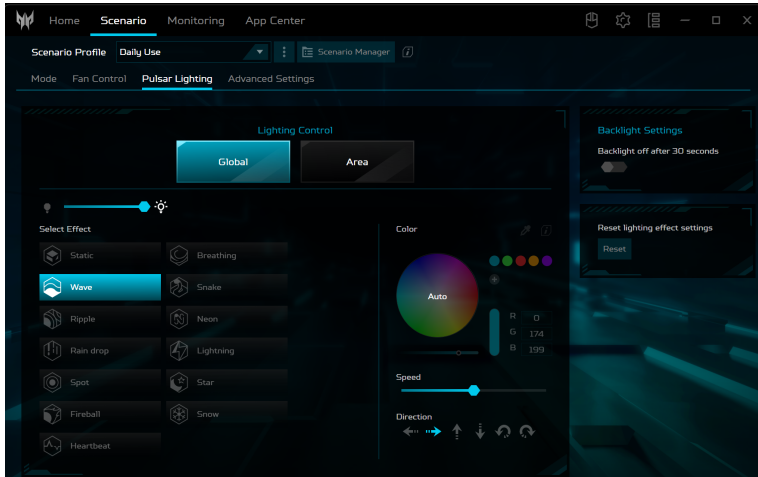 Home Scenario Monitoring App Center
Scenario Profile Daily Use Scenario Manager
Mode Fan Control Pulsar Lighting Advanced Settings
Lighting Control
Global Area
Select Effect
Static Breathing
Wave Snake
Ripple Neon
Rain drop Lightning
Spot Star
Fireball Snow
Heartbeat
Color
Auto
R 0
G 174
B 199
Speed
Direction
Backlight Settings
Backlight off after 30 seconds
Reset lighting effect settings
Reset